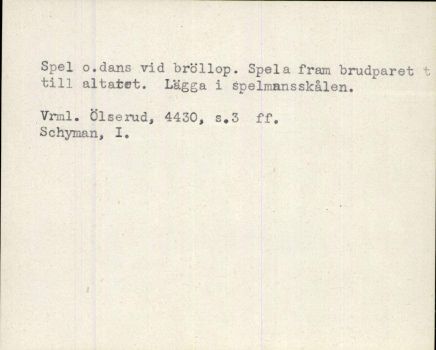 Spel o.dans vid bröllop. Spela fram brudparet t
till altaret. Lägga i spelmansskålen.
Vrml. Ölserud, 4430, s.3 ff.
Schyman, I.